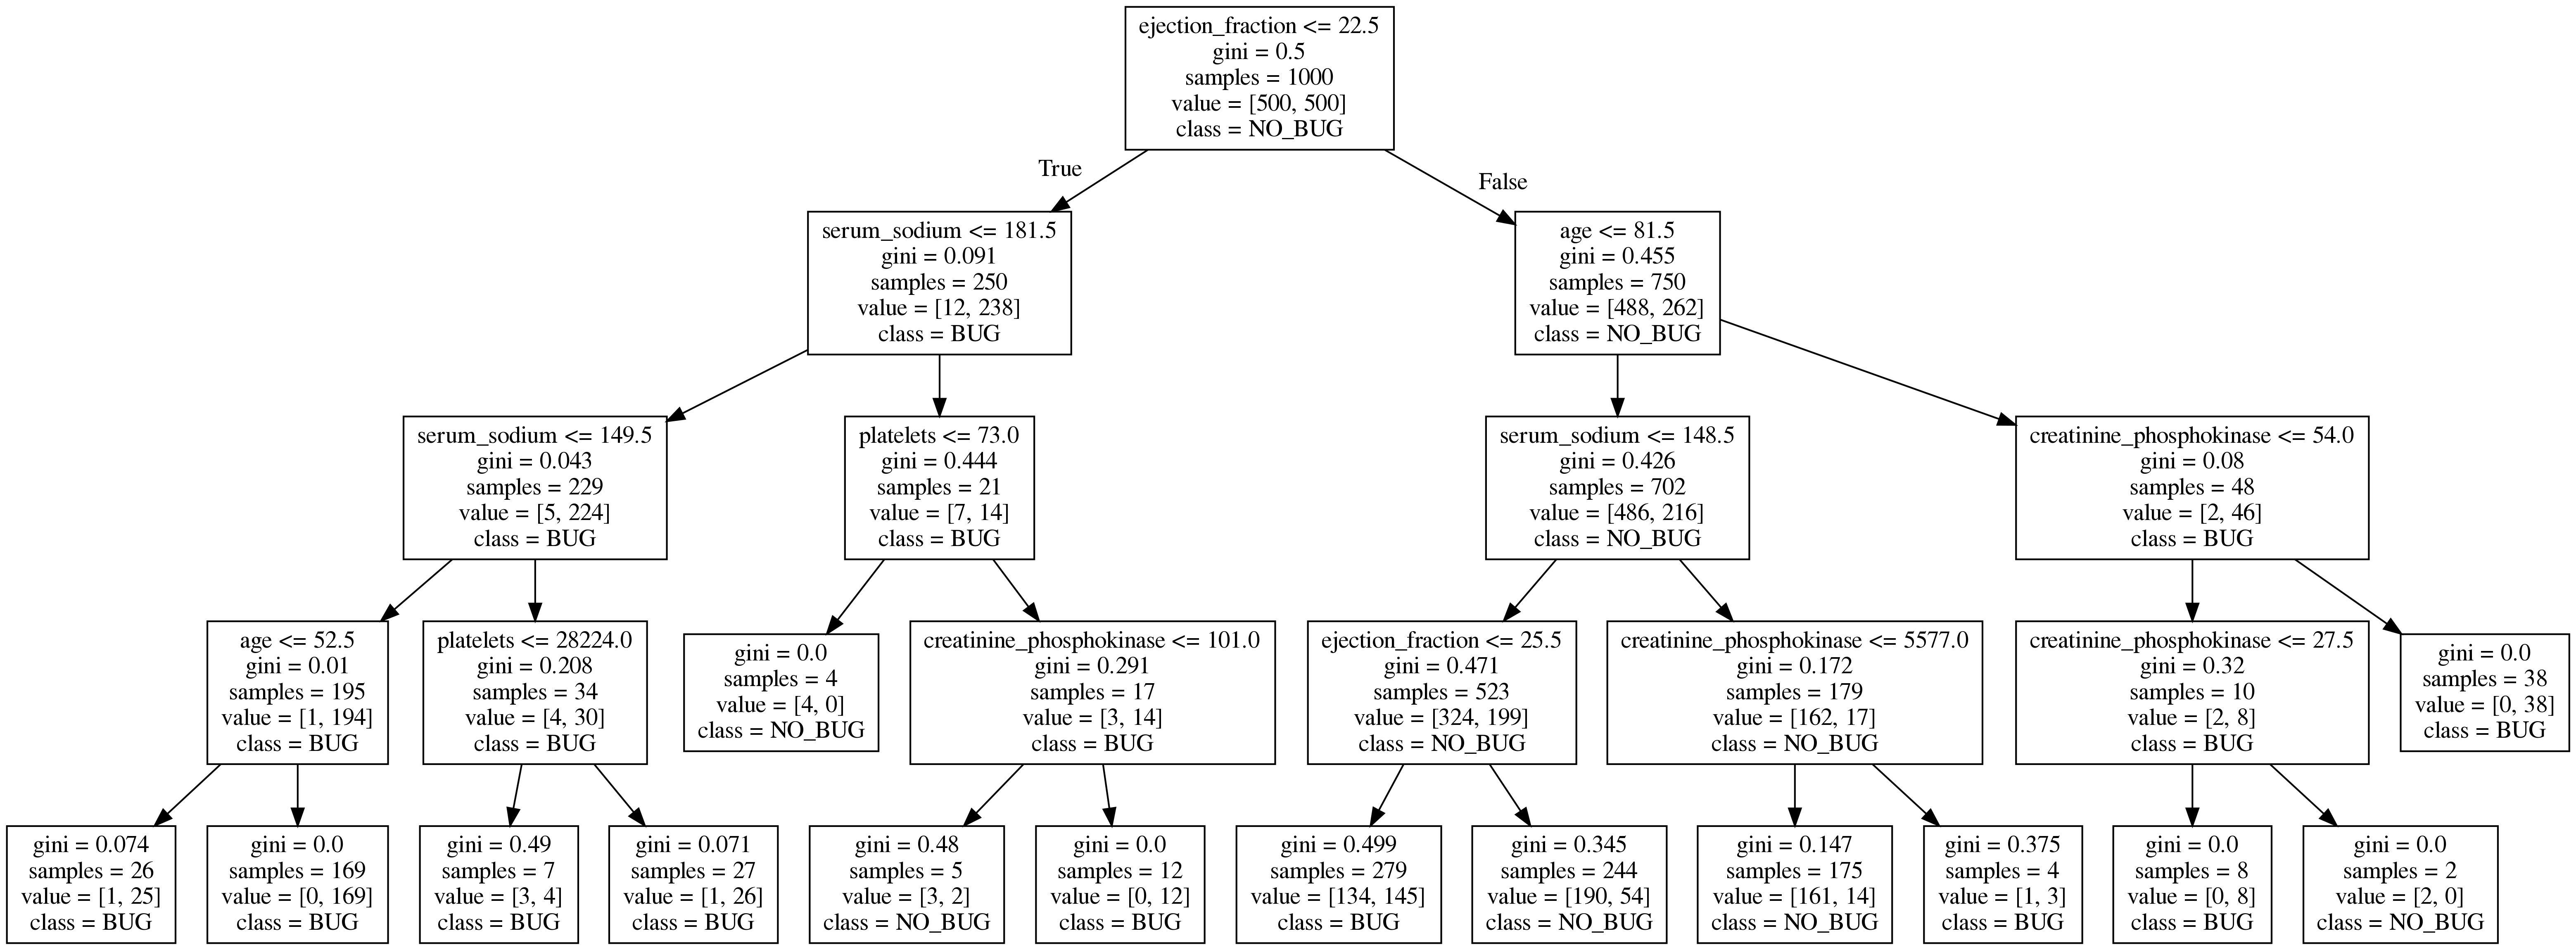 ejection_fraction <= 22.5
gini = 0.5
samples = 1000
value = [500, 500]
class = NO_BUG
True
False
serum_sodium <= 181.5
gini = 0.091
samples = 250
value = [12, 238]
class = BUG
age <= 81.5
gini = 0.455
samples = 750
value = [488, 262]
class = NO_BUG
serum_sodium <= 149.5
gini = 0.043
samples = 229
value = [5, 224]
class = BUG
platelets <= 73.0
gini = 0.444
samples = 21
value = [7, 14]
class = BUG
serum_sodium <= 148.5
gini = 0.426
samples = 702
value = [486, 216]
class = NO_BUG
creatinine_phosphokinase <= 54.0
gini = 0.08
samples = 48
value = [2, 46]
class = BUG
age <= 52.5
gini = 0.01
samples = 195
value = [1, 194]
class = BUG
platelets <= 28224.0
gini = 0.208
samples = 34
value = [4, 30]
class = BUG
gini = 0.0
samples = 4
value = [4, 0]
class = NO_BUG
creatinine_phosphokinase <= 101.0
gini = 0.291
samples = 17
value = [3, 14]
class = BUG
ejection_fraction <= 25.5
gini = 0.471
samples = 523
value = [324, 199]
class = NO_BUG
creatinine_phosphokinase <= 5577.0
gini = 0.172
samples = 179
value = [162, 17]
class = NO_BUG
creatinine_phosphokinase <= 27.5
gini = 0.32
samples = 10
value = [2, 8]
class = BUG
gini = 0.0
samples = 38
value = [0, 38]
class = BUG
gini = 0.074
samples = 26
value = [1, 25]
class = BUG
gini = 0.0
samples = 169
value = [0, 169]
class = BUG
gini = 0.49
samples = 7
value = [3, 4]
class = BUG
gini = 0.071
samples = 27
value = [1, 26]
class = BUG
gini = 0.48
samples = 5
value = [3, 2]
class = NO_BUG
gini = 0.0
samples = 12
value = [0, 12]
class = BUG
gini = 0.499
samples = 279
value = [134, 145]
class = BUG
gini = 0.345
samples = 244
value = [190, 54]
class = NO_BUG
gini = 0.147
samples = 175
value = [161, 14]
class = NO_BUG
gini = 0.375
samples = 4
value = [1, 3]
class = BUG
gini = 0.0
samples = 8
value = [0, 8]
class = BUG
gini = 0.0
samples = 2
value = [2, 0]
class = NO_BUG